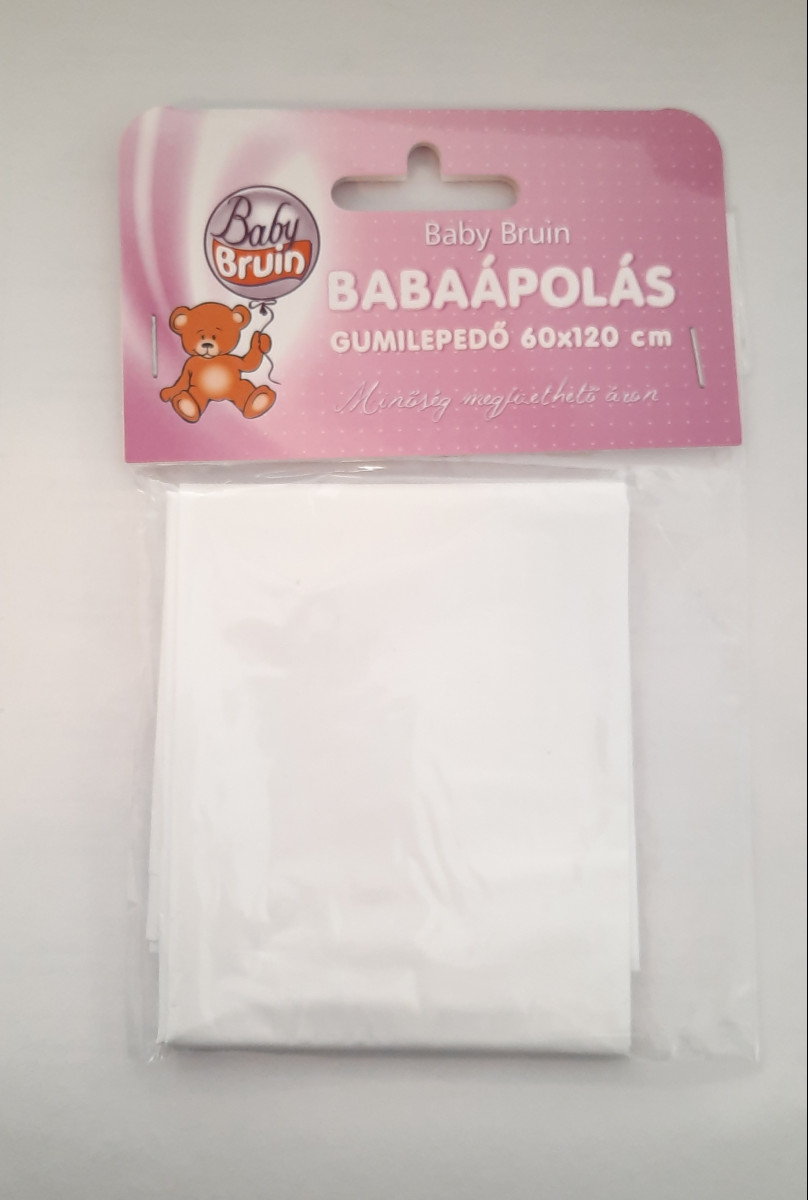 Baby
Bruin
Baby Bruin
BABAÁPOLÁS
GUMILEPEDŐ 60x120 cm
Minőség megfizethető áron